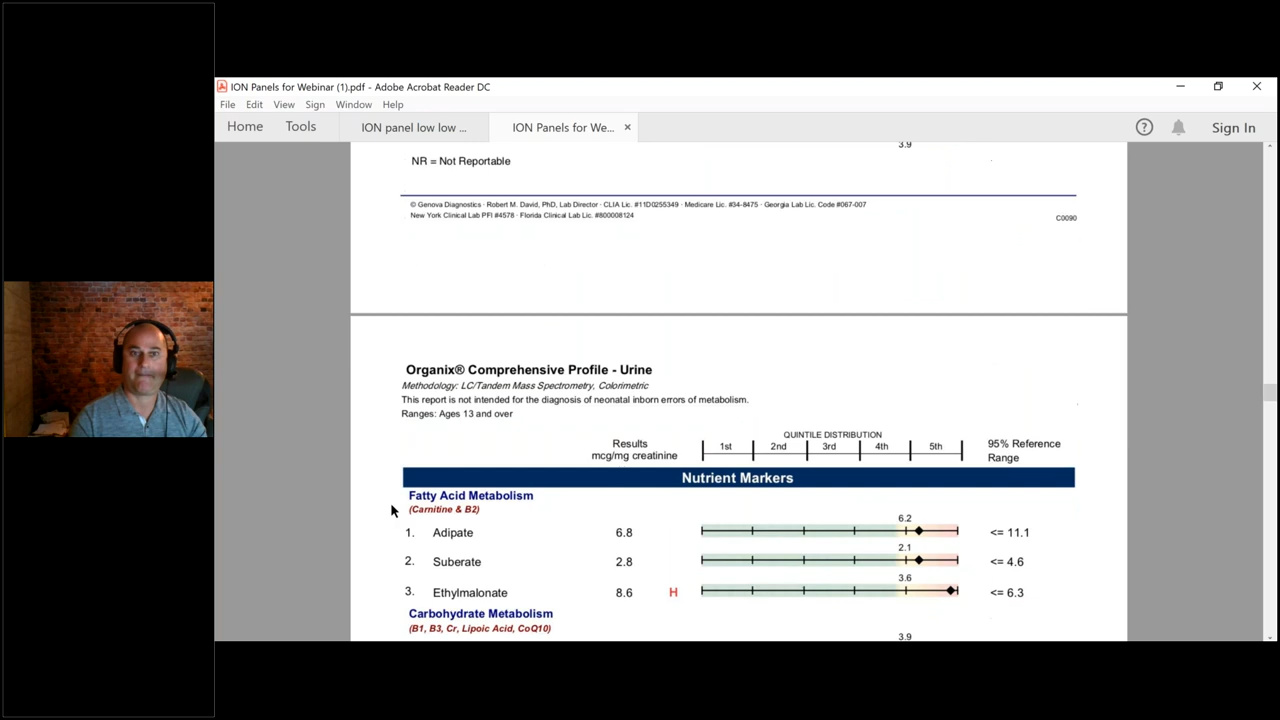 ION Panels for Webinar (1).pdf - Adobe Acrobat Reader DC
File Edit View Sign Window Help
Home Tools ION panel low low ... ION Panels for We... × ? Sign In
3.9
NR = Not Reportable
© Genova Diagnostics · Robert M. David, PhD, Lab Director · CLIA Lic. #11D0255349 · Medicare Lic. #34-8475 · Georgia Lab Lic. Code #067-007
New York Clinical Lab PFI #4578 · Florida Clinical Lab Lic. #800008124
C0090
Organix® Comprehensive Profile - Urine
Methodology: LC/Tandem Mass Spectrometry, Colorimetric
This report is not intended for the diagnosis of neonatal inborn errors of metabolism.
Ranges: Ages 13 and over
Results
mcg/mg creatinine
QUINTILE DISTRIBUTION
1st 2nd 3rd 4th 5th
95% Reference
Range
Nutrient Markers
Fatty Acid Metabolism
(Carnitine & B2)
6.2
1. Adipate 6.8 <= 11.1
2.1
2. Suberate 2.8 <= 4.6
3.6
3. Ethylmalonate 8.6 H <= 6.3
Carbohydrate Metabolism
(B1, B3, Cr, Lipoic Acid, CoQ10)
3.9